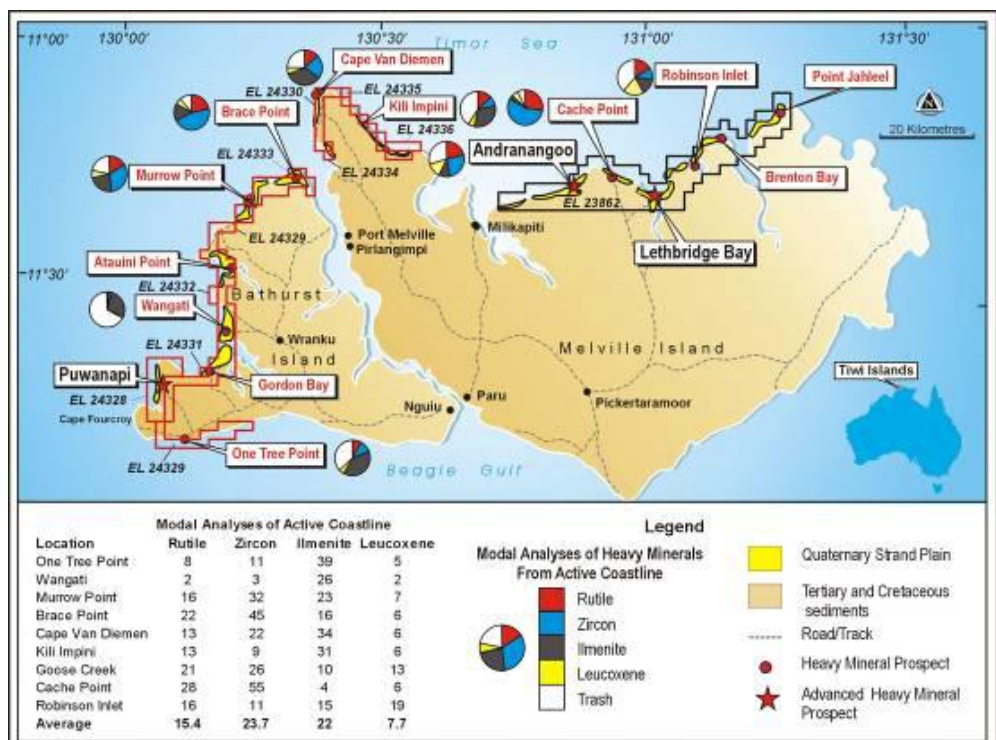 11°00'
130°00'
130°30'
131°00'
131°30'
Timor Sea
Cape Van Diemen
EL 24330
EL 24335
Robinson Inlet
Point Jahleel
Brace Point
Kili Impini
Cache Point
EL 24336
20 Kilometres
EL 24333
Andranangoo
Murrow Point
EL 24334
Brenton Bay
EL 23862
EL 24329
Milikapiti
Port Melville
Pirlangimpi
Lethbridge Bay
Atauini Point
11°30'
EL 24332
Bathurst
Wangati
Wranku
Island
Melville Island
EL 24331
Puwanapi
Gordon Bay
Tiwi Islands
EL 24328
Paru
Pickertaramoor
Nguiu
Cape Fourcroy
One Tree Point
EL 24329
Beagle Gulf
Modal Analyses of Active Coastline
Location Rutile Zircon Ilmenite Leucoxene
One Tree Point 8 11 39 5
Wangati 2 3 26 2
Murrow Point 16 32 23 7
Brace Point 22 45 16 6
Cape Van Diemen 13 22 34 6
Kili Impini 13 9 31 6
Goose Creek 21 26 10 13
Cache Point 28 55 4 6
Robinson Inlet 16 11 15 19
Average 15.4 23.7 22 7.7
Legend
Modal Analyses of Heavy Minerals
From Active Coastline
Rutile
Zircon
Ilmenite
Leucoxene
Trash
Quaternary Strand Plain
Tertiary and Cretaceous
sediments
Road/Track
Heavy Mineral Prospect
Advanced Heavy Mineral
Prospect